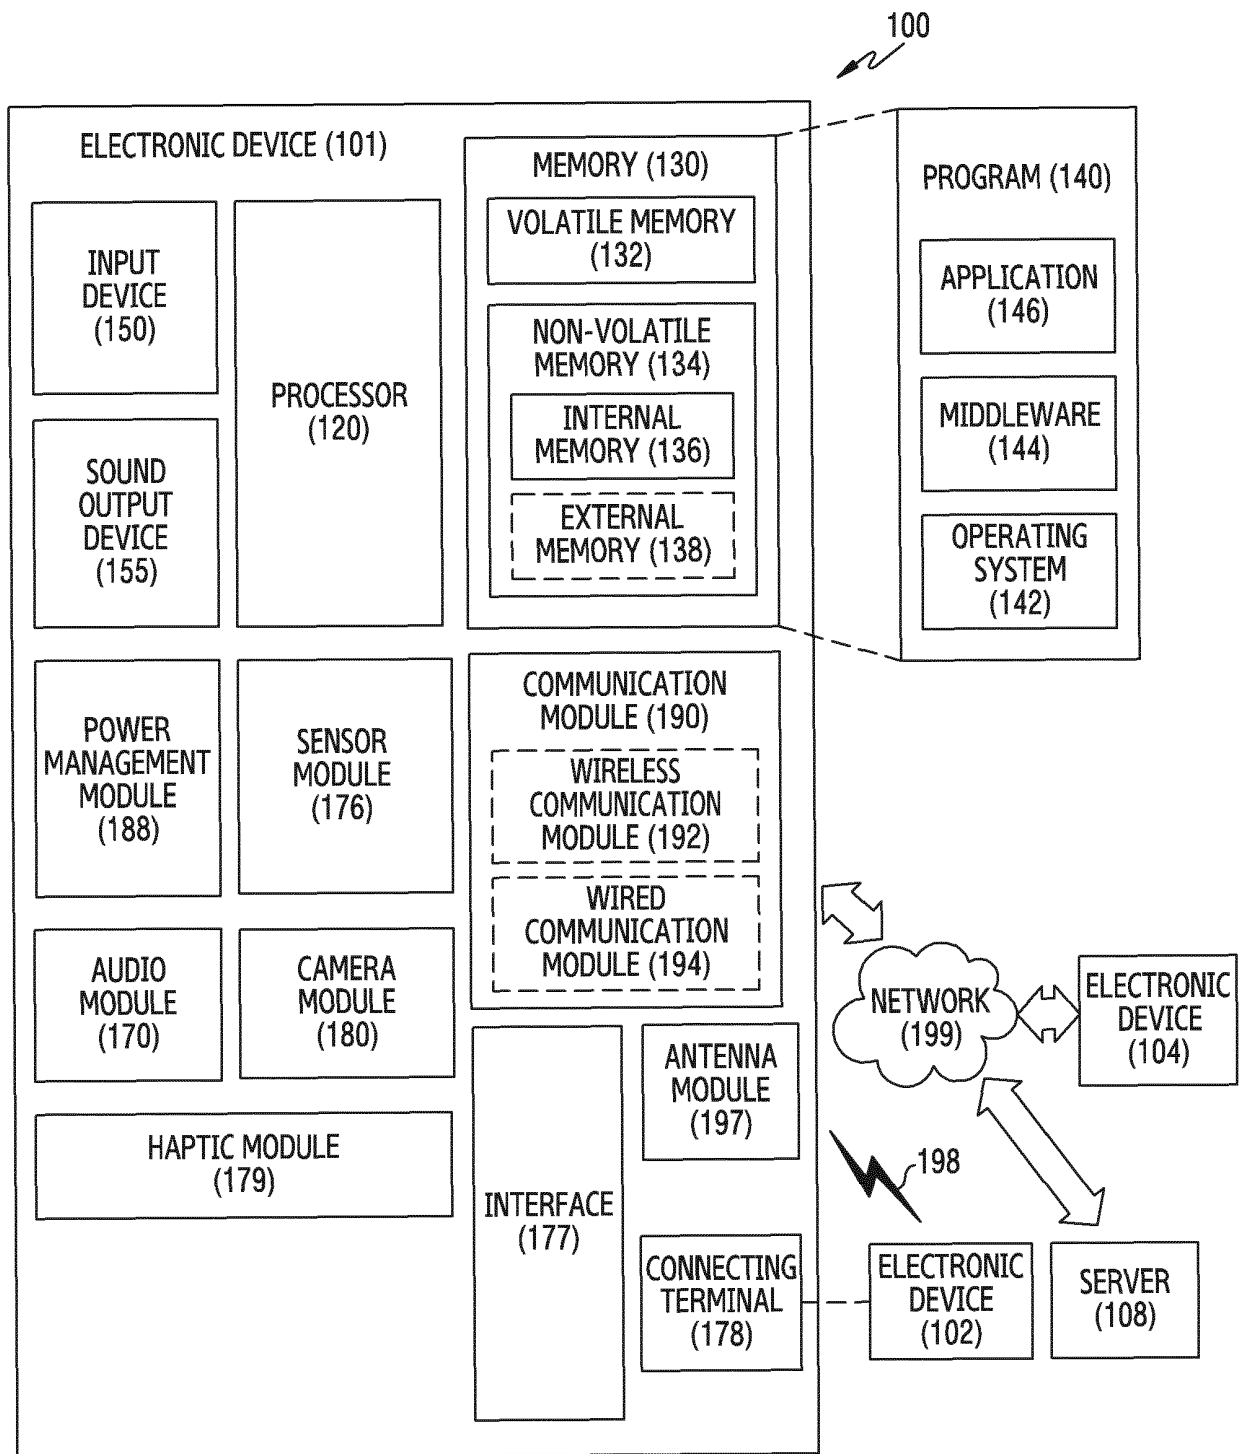 100
ELECTRONIC DEVICE (101)
INPUT
DEVICE
(150)
SOUND
OUTPUT
DEVICE
(155)
PROCESSOR
(120)
MEMORY (130)
VOLATILE MEMORY
(132)
NON-VOLATILE
MEMORY (134)
INTERNAL
MEMORY (136)
EXTERNAL
MEMORY (138)
PROGRAM (140)
APPLICATION
(146)
MIDDLEWARE
(144)
OPERATING
SYSTEM
(142)
POWER
MANAGEMENT
MODULE
(188)
SENSOR
MODULE
(176)
COMMUNICATION
MODULE (190)
WIRELESS
COMMUNICATION
MODULE (192)
WIRED
COMMUNICATION
MODULE (194)
AUDIO
MODULE
(170)
CAMERA
MODULE
(180)
HAPTIC MODULE
(179)
INTERFACE
(177)
ANTENNA
MODULE
(197)
CONNECTING
TERMINAL
(178)
NETWORK
(199)
ELECTRONIC
DEVICE
(104)
198
ELECTRONIC
DEVICE
(102)
SERVER
(108)